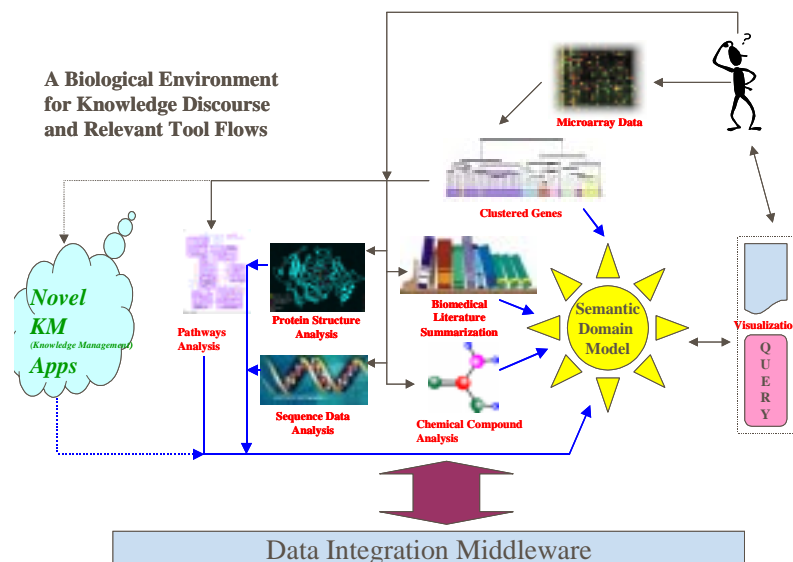 ?
A Biological Environment
for Knowledge Discourse
and Relevant Tool Flows
Microarray Data
Clustered Genes
Novel
KM
(Knowledge Management)
Apps
Pathways
Analysis
Protein Structure
Analysis
Biomedical
Literature
Summarization
Semantic
Domain
Model
Visualizatio
Q
U
E
R
Y
Sequence Data
Analysis
Chemical Compound
Analysis
Data Integration Middleware